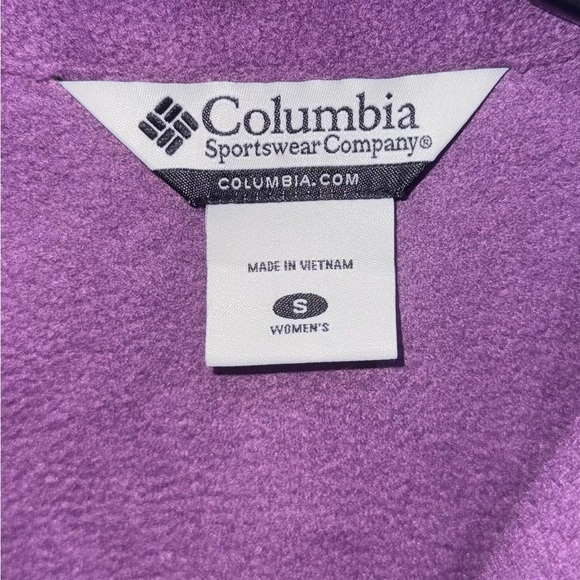 Columbia
Sportswear Company®
COLUMBIA.COM
MADE IN VIETNAM
S
WOMEN'S